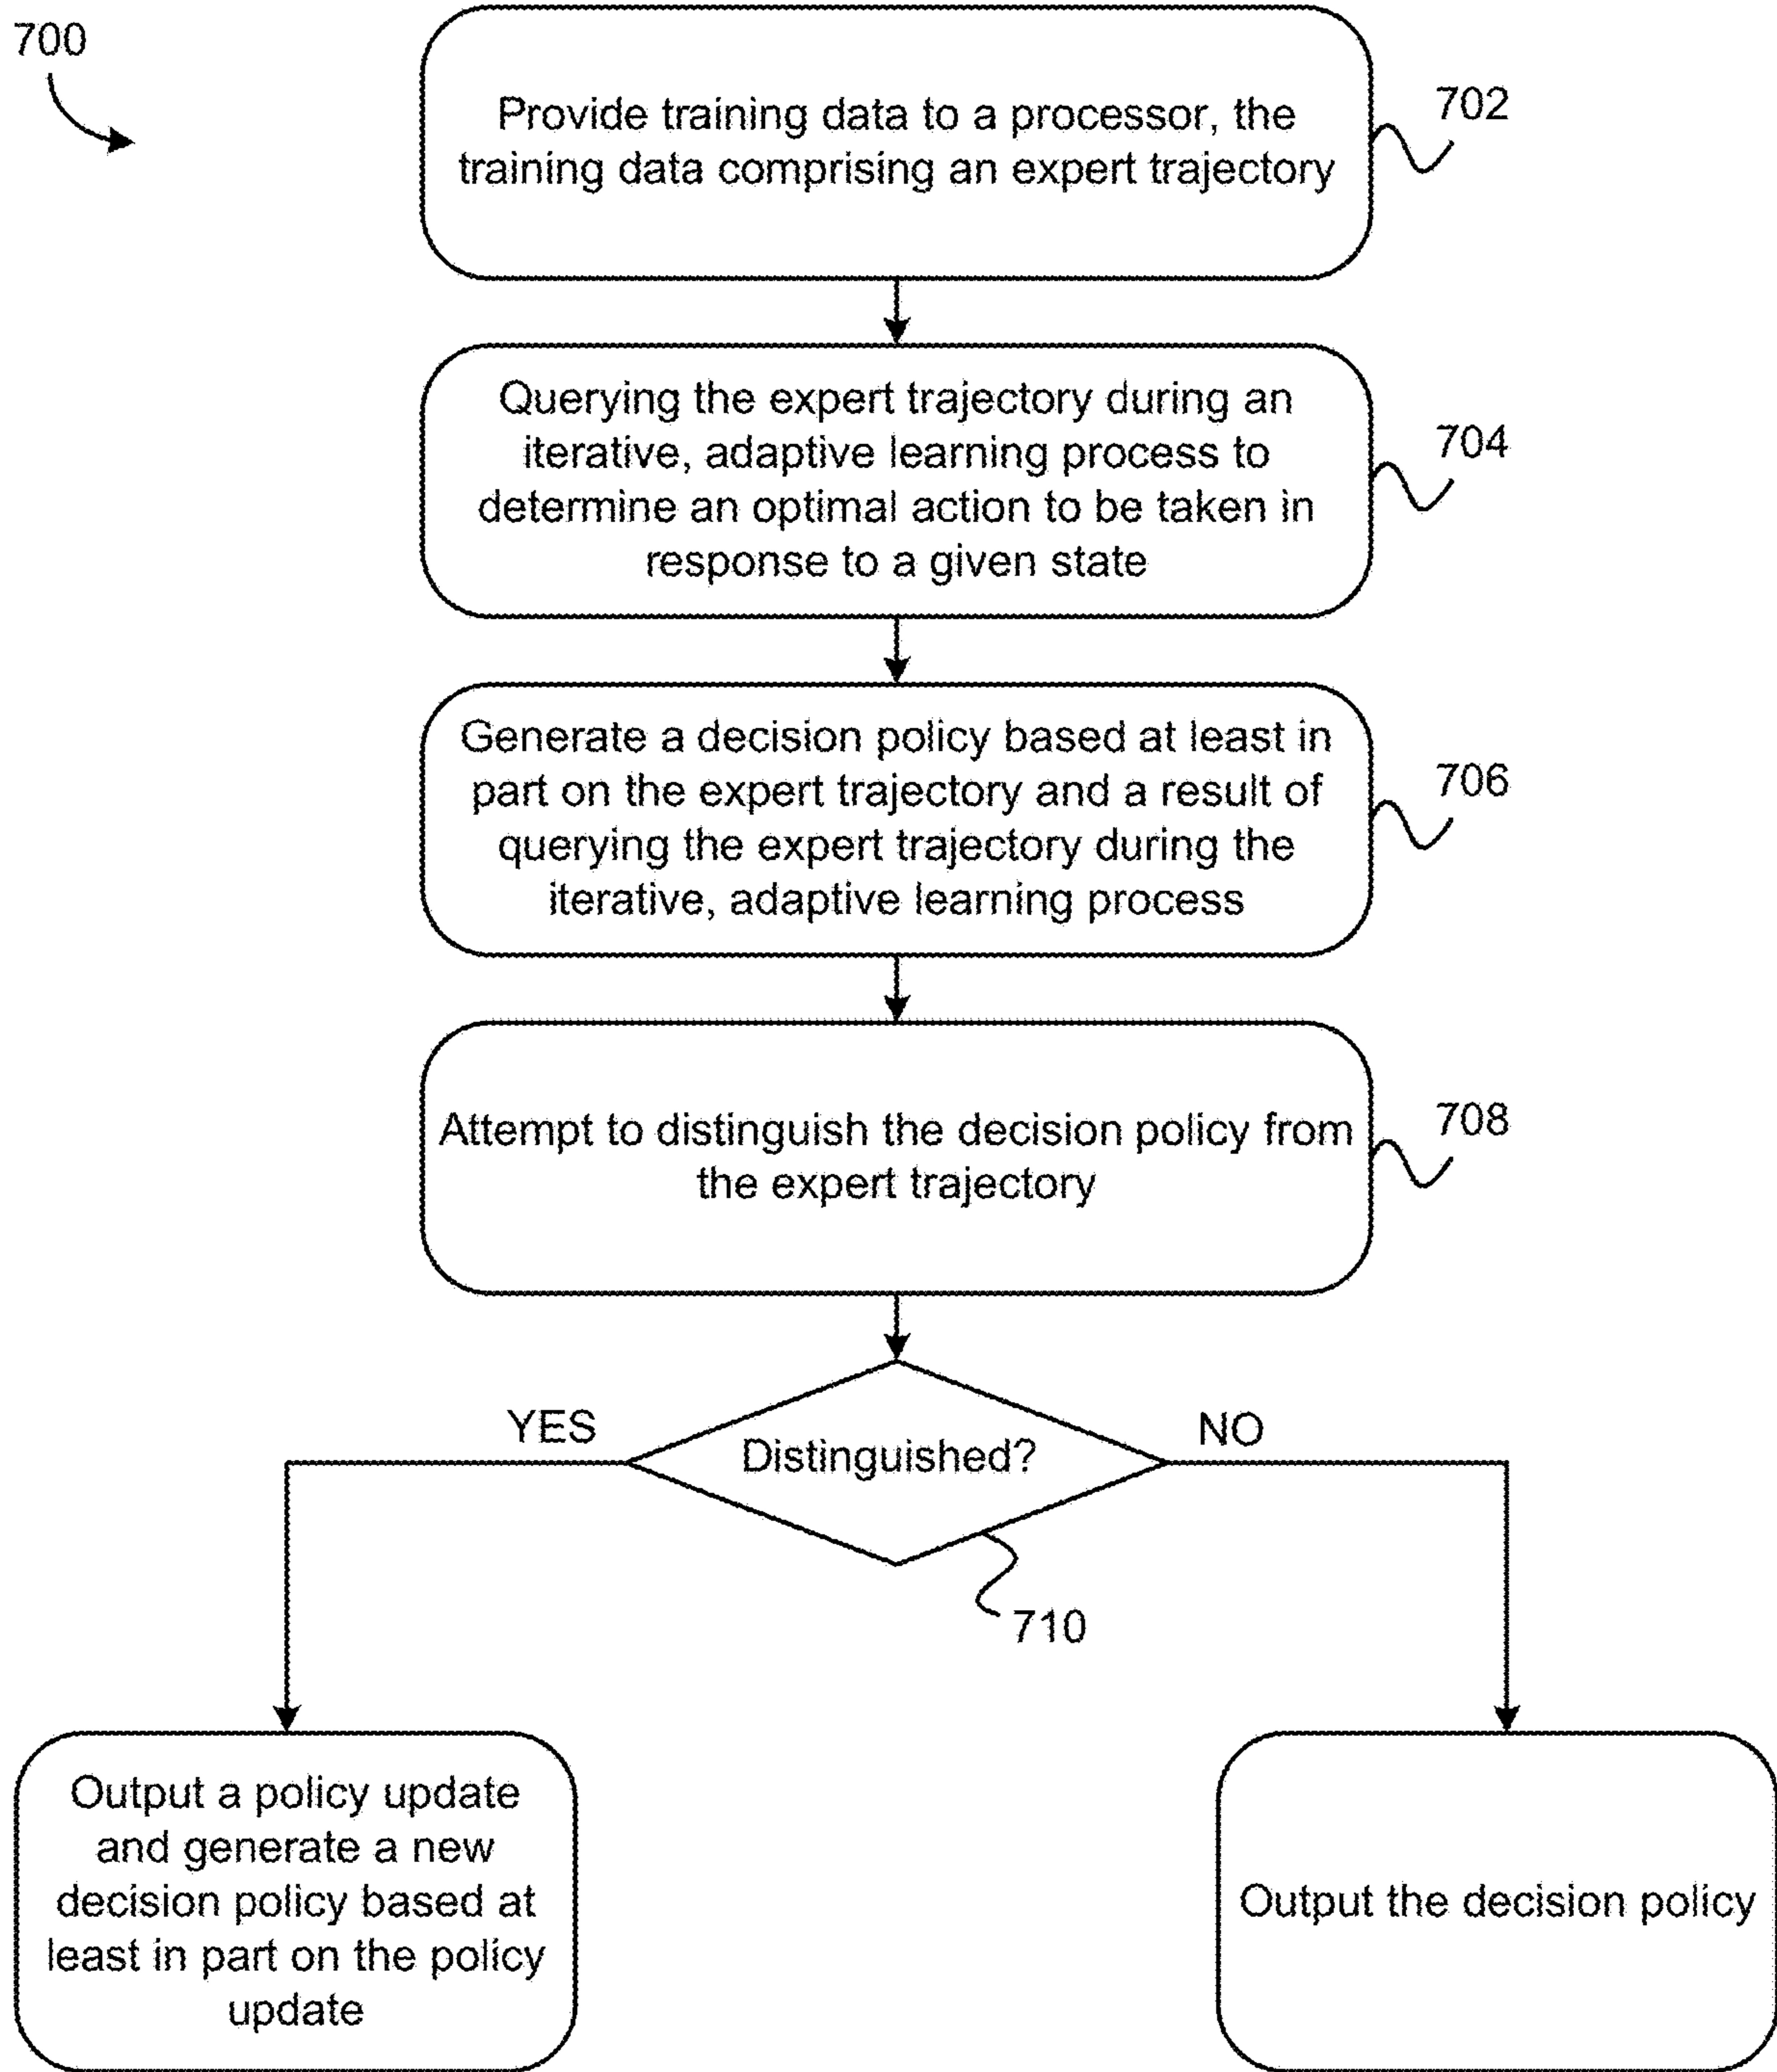 700
Provide training data to a processor, the
training data comprising an expert trajectory
702
Querying the expert trajectory during an
iterative, adaptive learning process to
determine an optimal action to be taken in
response to a given state
704
Generate a decision policy based at least in
part on the expert trajectory and a result of
querying the expert trajectory during the
iterative, adaptive learning process
706
Attempt to distinguish the decision policy from
the expert trajectory
708
YES
Distinguished?
NO
710
Output a policy update
and generate a new
decision policy based at
least in part on the policy
update
Output the decision policy